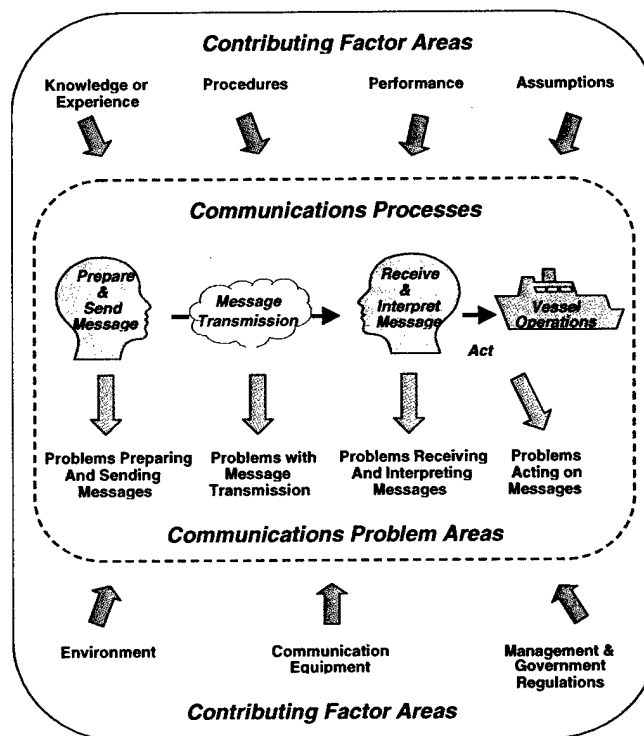 Contributing Factor Areas
Knowledge or
Experience
Procedures
Performance
Assumptions
Communications Processes
Prepare
&
Send
Message
Message
Transmission
Receive
&
Interpret
Message
Act
Vessel
Operations
Problems Preparing
And Sending
Messages
Problems with
Message
Transmission
Problems Receiving
And Interpreting
Messages
Problems
Acting on
Messages
Communications Problem Areas
Environment
Communication
Equipment
Management &
Government
Regulations
Contributing Factor Areas